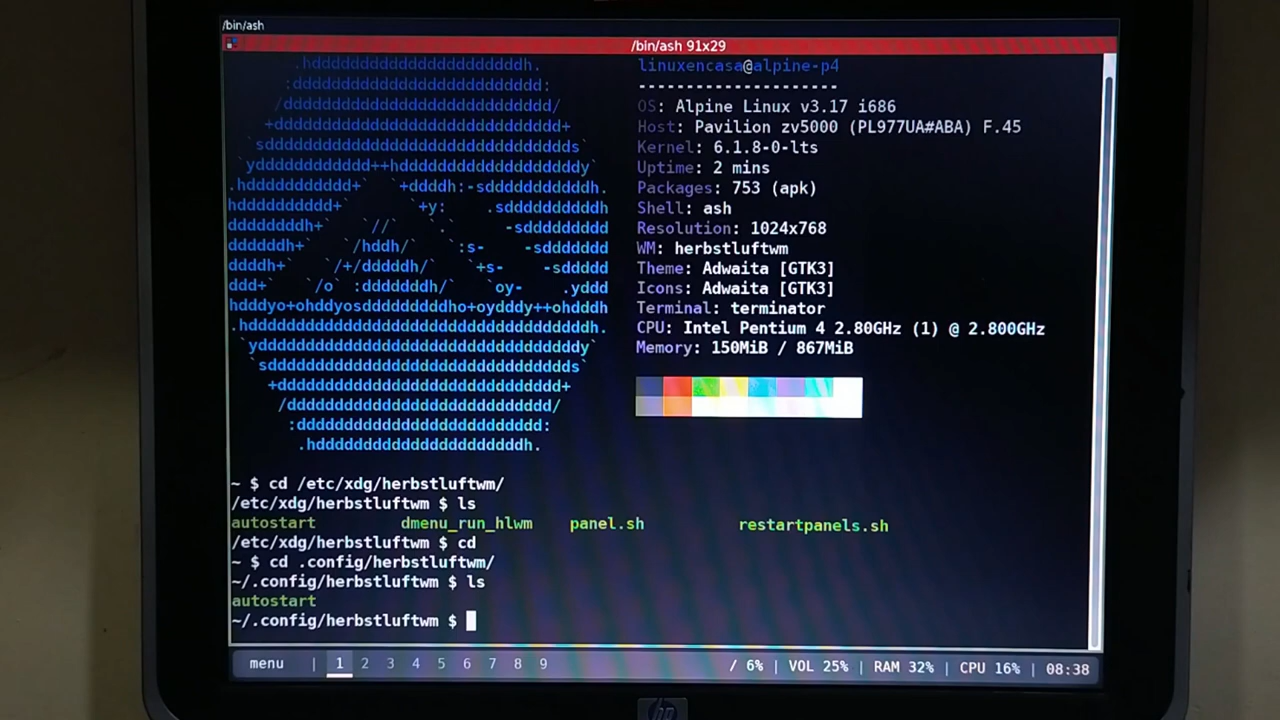 /bin/ash
/bin/ash 91x29
linuxencasa@alpine-p4
--------------------
OS: Alpine Linux v3.17 i686
Host: Pavilion zv5000 (PL977UA#ABA) F.45
Kernel: 6.1.8-0-lts
Uptime: 2 mins
Packages: 753 (apk)
Shell: ash
Resolution: 1024x768
WM: herbstluftwm
Theme: Adwaita [GTK3]
Icons: Adwaita [GTK3]
Terminal: terminator
CPU: Intel Pentium 4 2.80GHz (1) @ 2.800GHz
Memory: 150MiB / 867MiB
~ $ cd /etc/xdg/herbstluftwm/
/etc/xdg/herbstluftwm $ ls
autostart dmenu_run_hlwm panel.sh restartpanels.sh
/etc/xdg/herbstluftwm $ cd
~ $ cd .config/herbstluftwm/
~/.config/herbstluftwm $ ls
autostart
~/.config/herbstluftwm $
menu | 1 2 3 4 5 6 7 8 9 / 6% | VOL 25% | RAM 32% | CPU 16% | 08:38
hp